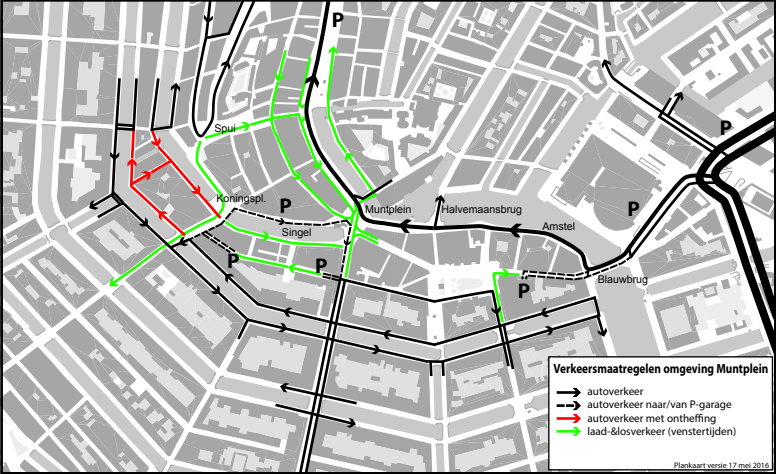 P
P
Spui
P
Koningspl.
P
Muntplein
Halvemaansbrug
Amstel
Singel
P
P
P
Blauwbrug
Verkeersmaatregelen omgeving Muntplein
autoverkeer
autoverkeer naar/van P-garage
autoverkeer met ontheffing
laad-&losverkeer (venstertijden)
Plankaart versie 17 mei 2016